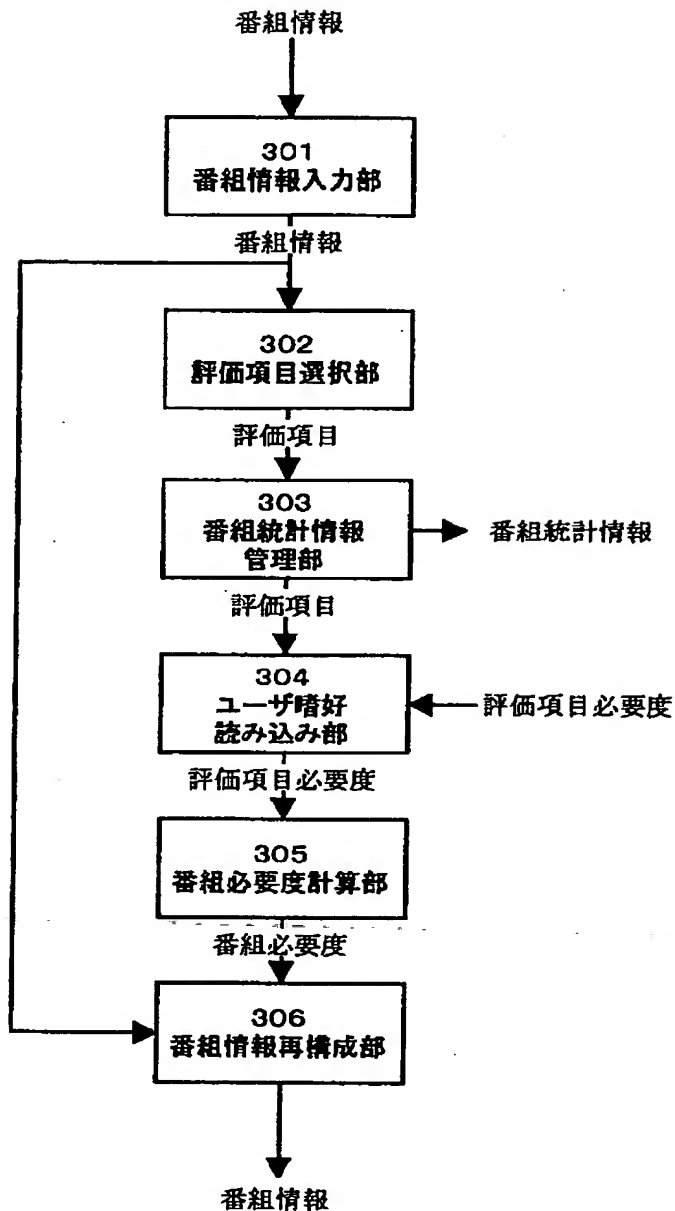 番組情報
301
番組情報入力部
番組情報
302
評価項目選択部
評価項目
303
番組統計情報
管理部
番組統計情報
評価項目
304
ユーザ嗜好
読み込み部
評価項目必要度
評価項目必要度
305
番組必要度計算部
番組必要度
306
番組情報再構成部
番組情報